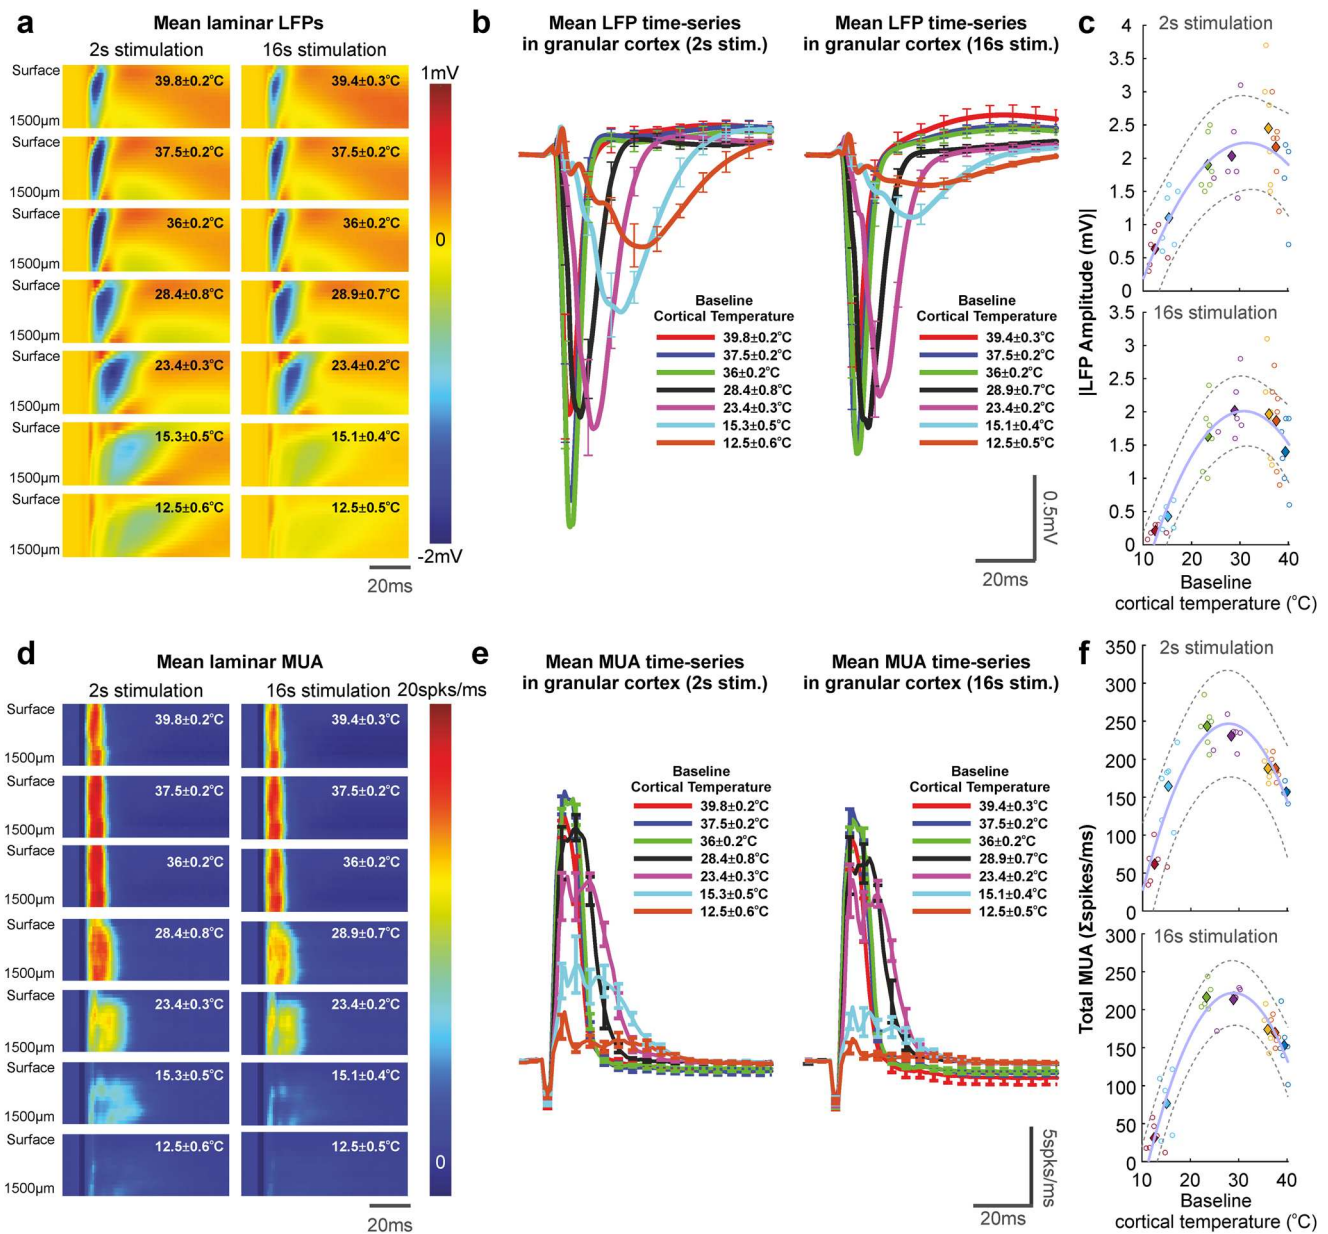 a
Mean laminar LFPs
2s stimulation
16s stimulation
Surface
1500μm
39.8±0.2°C
39.4±0.3°C
1500μm
37.5±0.2°C
37.5±0.2°C
Surface
1500μm
36±0.2°C
36±0.2°C
Surface
1500μm
28.4±0.8°C
28.9±0.7°C
Surface
1500μm
23.4±0.3°C
23.4±0.2°C
Surface
1500μm
15.3±0.5°C
15.1±0.4°C
Surface
1500μm
12.5±0.6°C
12.5±0.5°C
1mV
0
-2mV
20ms
b
Mean LFP time-series
in granular cortex (2s stim.)
Baseline
Cortical Temperature
39.8±0.2°C
37.5±0.2°C
36±0.2°C
28.4±0.8°C
23.4±0.3°C
15.3±0.5°C
12.5±0.6°C
Mean LFP time-series
in granular cortex (16s stim.)
Baseline
Cortical Temperature
39.4±0.3°C
37.5±0.2°C
36±0.2°C
28.9±0.7°C
23.4±0.2°C
15.1±0.4°C
12.5±0.5°C
0.5mV
20ms
c
2s stimulation
4
3.5
3
2.5
2
1.5
1
0.5
0
16s stimulation
3.5
3
2.5
2
1.5
1
0.5
0
|LFP Amplitude (mV)|
10
20
30
40
Baseline
cortical temperature (°C)
d
Mean laminar MUA
2s stimulation
16s stimulation
20spks/ms
Surface
1500μm
39.8±0.2°C
39.4±0.3°C
Surface
1500μm
37.5±0.2°C
37.5±0.2°C
Surface
1500μm
36±0.2°C
36±0.2°C
Surface
1500μm
28.4±0.8°C
28.9±0.7°C
Surface
1500μm
23.4±0.3°C
23.4±0.2°C
Surface
1500μm
15.3±0.5°C
15.1±0.4°C
Surface
1500μm
12.5±0.6°C
12.5±0.5°C
0
20ms
e
Mean MUA time-series
in granular cortex (2s stim.)
Baseline
Cortical Temperature
39.8±0.2°C
37.5±0.2°C
36±0.2°C
28.4±0.8°C
23.4±0.3°C
15.3±0.5°C
12.5±0.6°C
Mean MUA time-series
in granular cortex (16s stim.)
Baseline
Cortical Temperature
39.4±0.3°C
37.5±0.2°C
36±0.2°C
28.9±0.7°C
23.4±0.2°C
15.1±0.4°C
12.5±0.5°C
5spks/ms
20ms
f
2s stimulation
350
300
250
200
150
100
50
0
16s stimulation
300
250
200
150
100
50
0
Total MUA (Σspikes/ms)
10
20
30
40
Baseline
cortical temperature (°C)